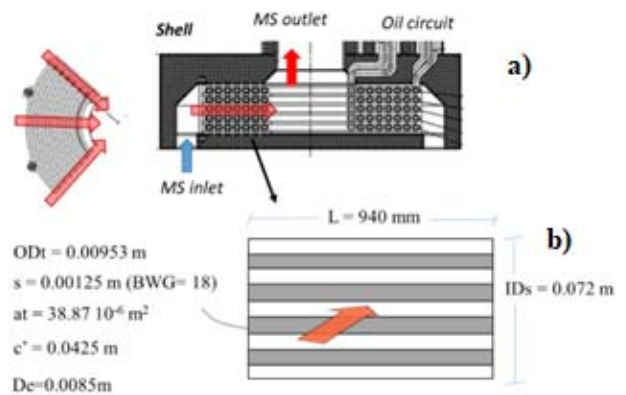 MS outlet
Oil circuit
Shell
a)
MS inlet
L = 940 mm
b)
ODt = 0.00953 m
s = 0.00125 m (BWG= 18)
IDs = 0.072 m
at = 38.87 10⁻⁶ m²
c' = 0.0425 m
De=0.0085m